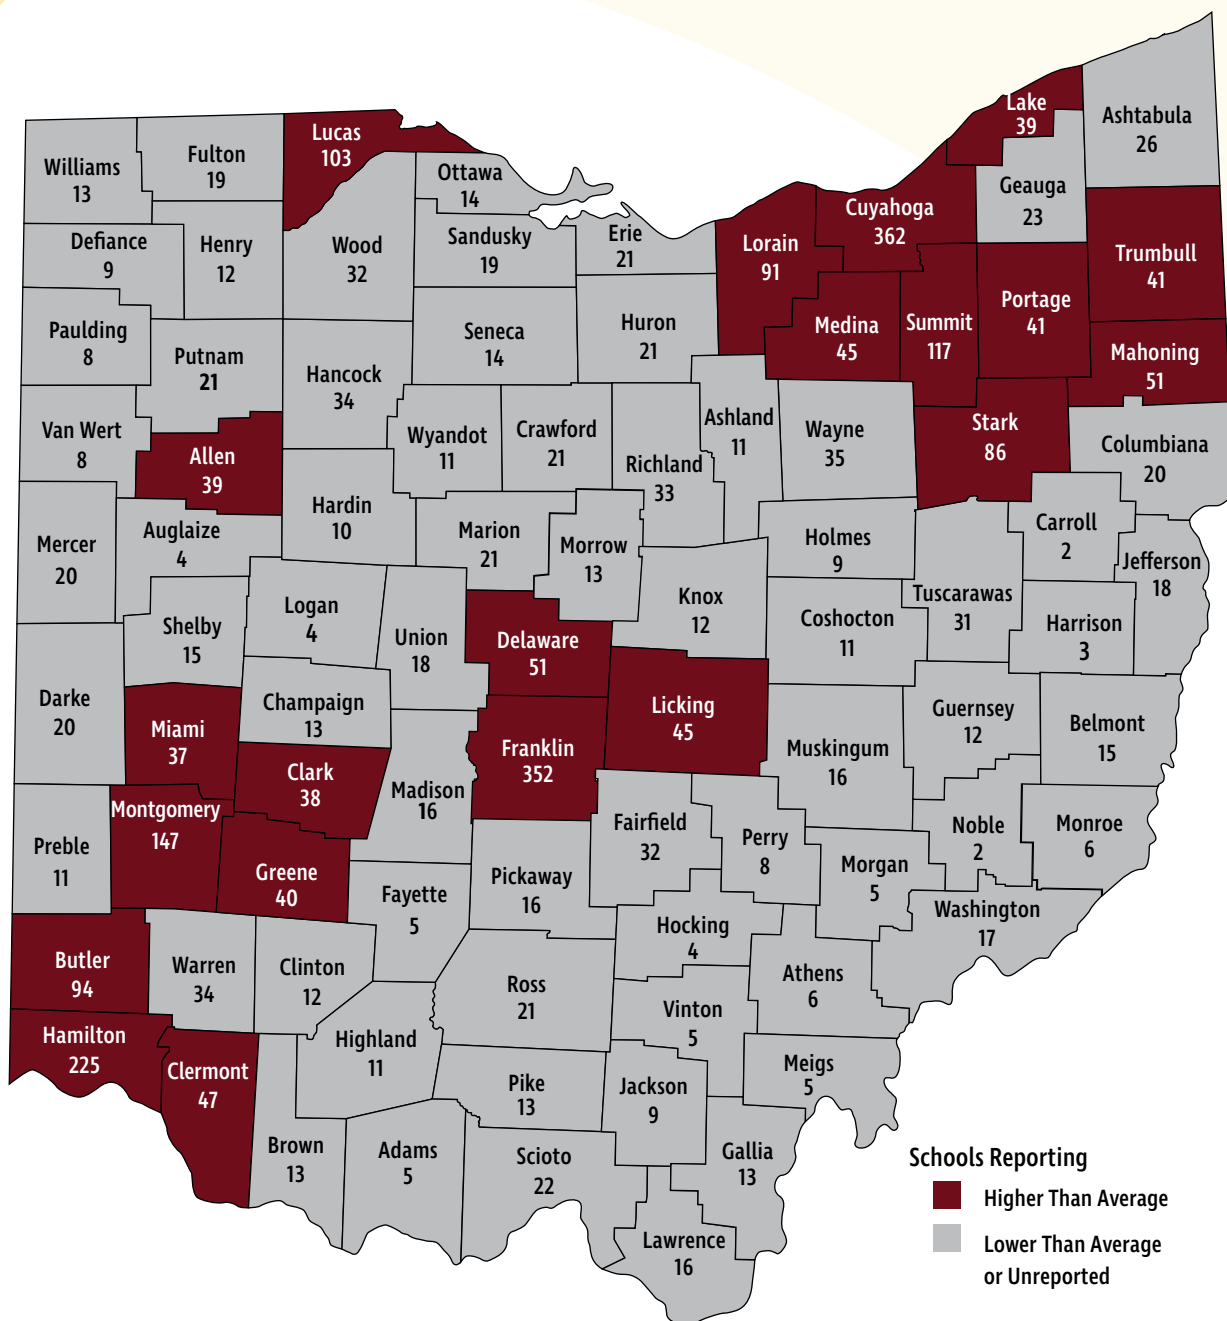 Lake
39
Ashtabula
26
Lucas
103
Williams
13
Fulton
19
Ottawa
14
Geauga
23
Cuyahoga
362
Defiance
9
Henry
12
Wood
32
Sandusky
19
Erie
21
Lorain
91
Trumbull
41
Paulding
8
Putnam
21
Hancock
34
Seneca
14
Huron
21
Medina
45
Summit
117
Portage
41
Mahoning
51
Van Wert
8
Allen
39
Wyandot
11
Crawford
21
Richland
33
Ashland
11
Wayne
35
Stark
86
Columbiana
20
Mercer
20
Auglaize
4
Hardin
10
Marion
21
Morrow
13
Holmes
9
Carroll
2
Jefferson
18
Shelby
15
Logan
4
Union
18
Delaware
51
Knox
12
Coshocton
11
Tuscarawas
31
Harrison
3
Darke
20
Miami
37
Champaign
13
Clark
38
Madison
16
Franklin
352
Licking
45
Muskingum
16
Guernsey
12
Belmont
15
Preble
11
Montgomery
147
Greene
40
Fayette
5
Pickaway
16
Fairfield
32
Perry
8
Morgan
5
Noble
2
Monroe
6
Washington
17
Butler
94
Warren
34
Clinton
12
Ross
21
Hocking
4
Vinton
5
Athens
6
Hamilton
225
Clermont
47
Highland
11
Pike
13
Jackson
9
Meigs
5
Brown
13
Adams
5
Scioto
22
Gallia
13
Lawrence
16
Schools Reporting
Higher Than Average
Lower Than Average
or Unreported